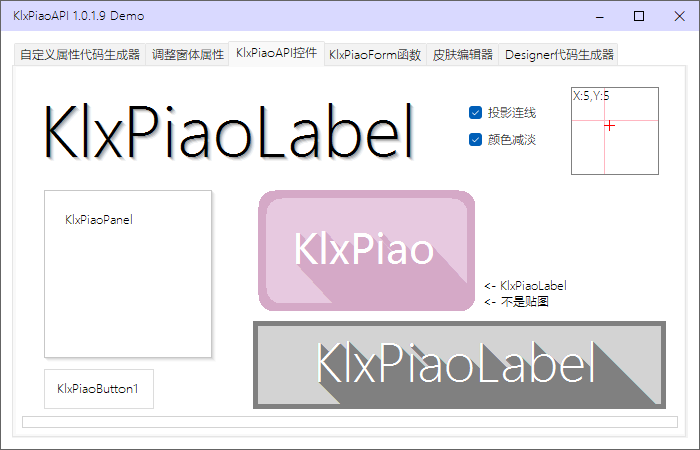 KlxPiaoAPI 1.0.1.9 Demo
自定义属性代码生成器 调整窗体属性 KlxPiaoAPI控件 KlxPiaoForm函数 皮肤编辑器 Designer代码生成器
KlxPiaoLabel
投影连线
颜色减淡
X:5,Y:5
KlxPiaoPanel
KlxPiao
<- KlxPiaoLabel
<- 不是贴图
KlxPiaoLabel
KlxPiaoButton1